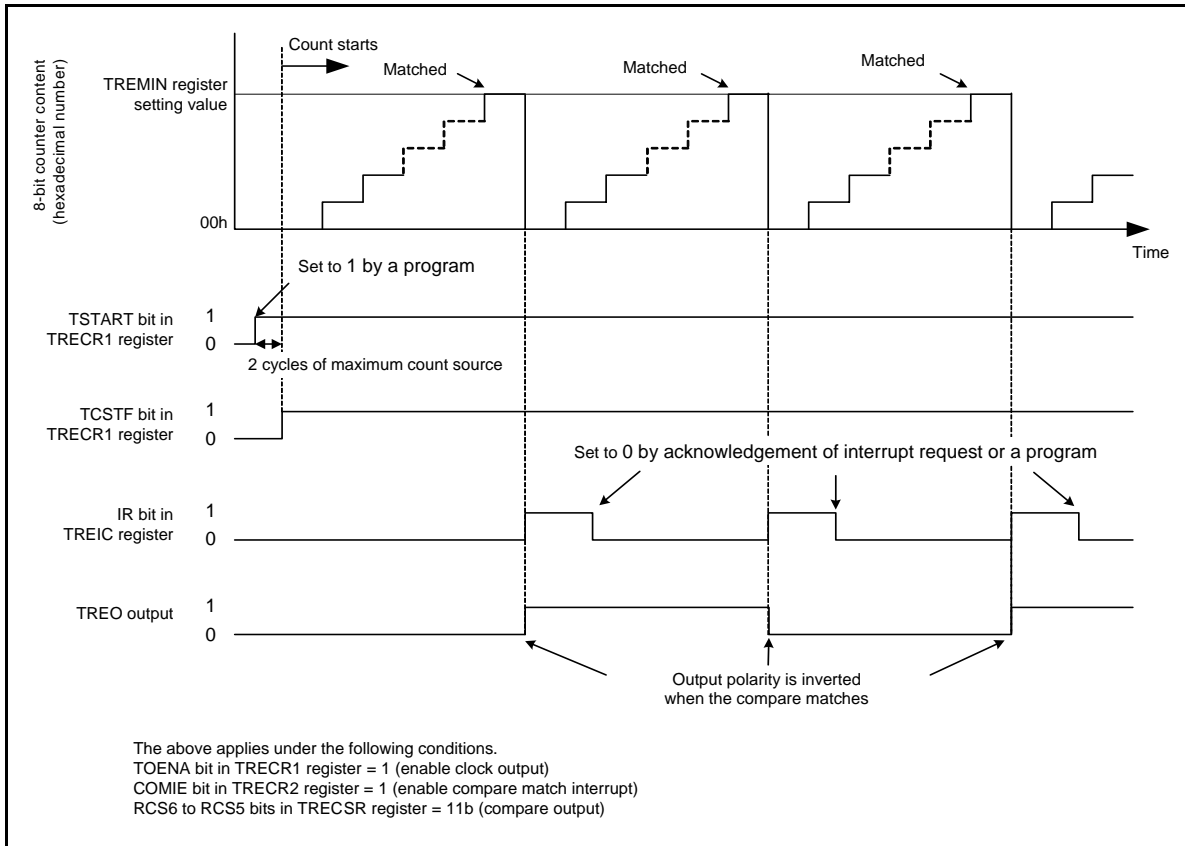 Count starts
Matched
Matched
Matched
8-bit counter content
(hexadecimal number)
TREMIN register
setting value
00h
Time
Set to 1 by a program
TSTART bit in
TRECR1 register
1
0
2 cycles of maximum count source
TCSTF bit in
TRECR1 register
1
0
Set to 0 by acknowledgement of interrupt request or a program
IR bit in
TREIC register
1
0
TREO output
1
0
Output polarity is inverted
when the compare matches
The above applies under the following conditions.
TOENA bit in TRECR1 register = 1 (enable clock output)
COMIE bit in TRECR2 register = 1 (enable compare match interrupt)
RCS6 to RCS5 bits in TRECSR register = 11b (compare output)